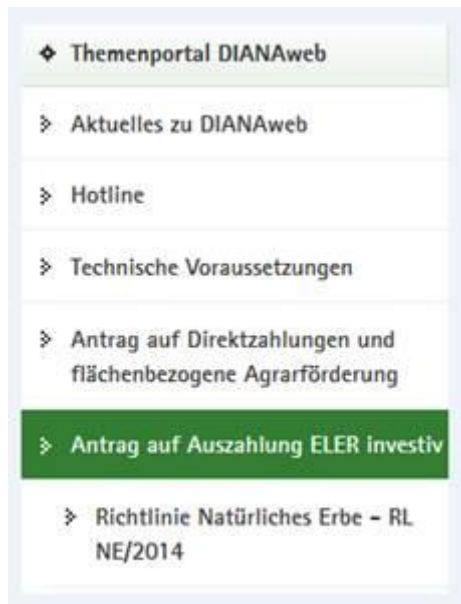 Themenportal DIANAweb
Aktuelles zu DIANAweb
Hotline
Technische Voraussetzungen
Antrag auf Direktzahlungen und
flächenbezogene Agrarförderung
Antrag auf Auszahlung ELER investiv
Richtlinie Natürliches Erbe – RL
NE/2014